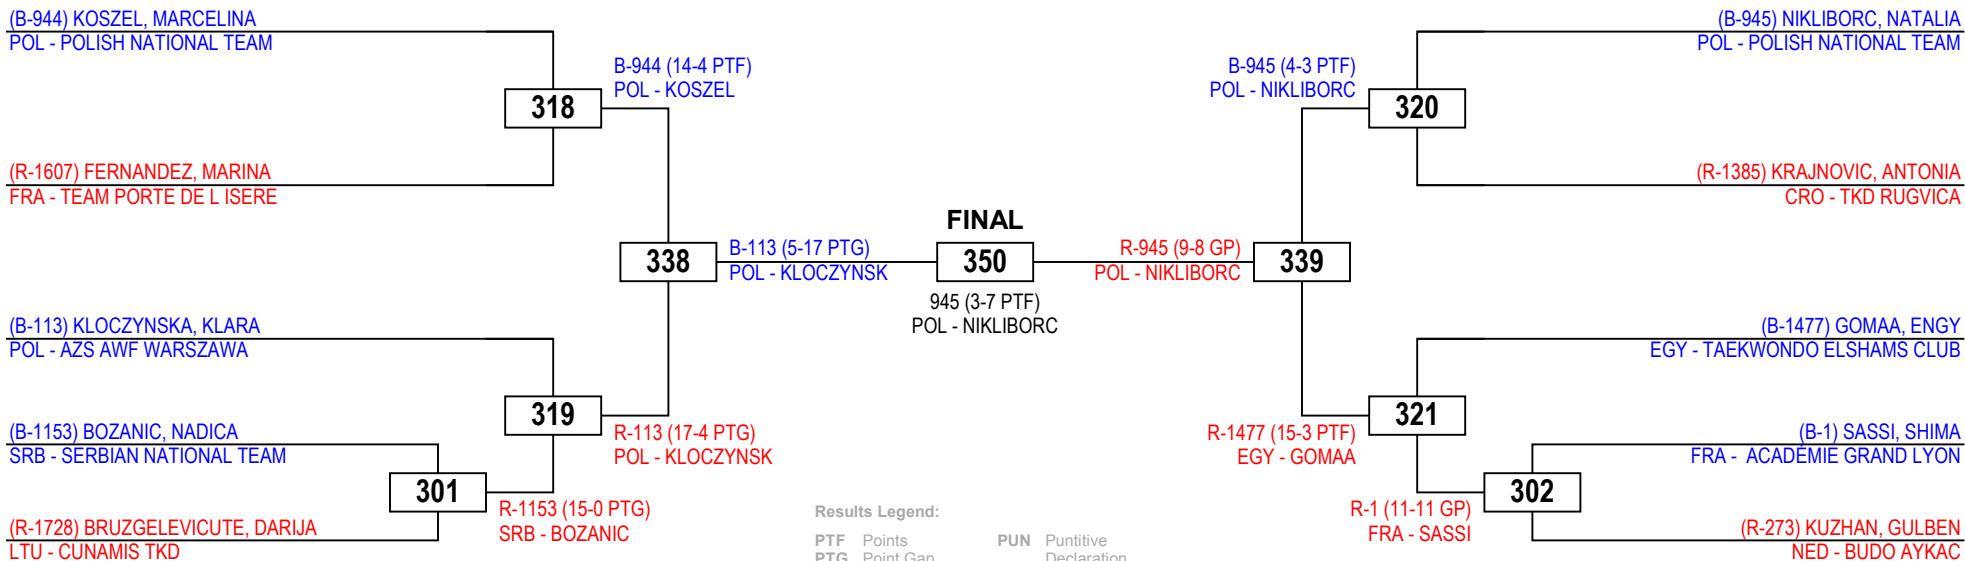 (B-944) KOSZEL, MARCELINA
POL - POLISH NATIONAL TEAM
B-944 (14-4 PTF)
POL - KOSZEL
318
(R-1607) FERNANDEZ, MARINA
FRA - TEAM PORTE DE L ISERE
338
B-113 (5-17 PTG)
POL - KLOCZYNSK
(B-113) KLOCZYNSKA, KLARA
POL - AZS AWF WARSZAWA
319
R-113 (17-4 PTG)
POL - KLOCZYNSK
(B-1153) BOZANIC, NADICA
SRB - SERBIAN NATIONAL TEAM
301
R-1153 (15-0 PTG)
SRB - BOZANIC
(R-1728) BRUZGELEVICUTE, DARIJA
LTU - CUNAMIS TKD
FINAL
350
945 (3-7 PTF)
POL - NIKLIBORC
(B-945) NIKLIBORC, NATALIA
POL - POLISH NATIONAL TEAM
B-945 (4-3 PTF)
POL - NIKLIBORC
320
(R-1385) KRAJNOVIC, ANTONIA
CRO - TKD RUGVICA
R-945 (9-8 GP)
POL - NIKLIBORC
339
(B-1477) GOMAA, ENGY
EGY - TAEKWONDO ELSHAMS CLUB
321
R-1477 (15-3 PTF)
EGY - GOMAA
(B-1) SASSI, SHIMA
FRA - ACADÉMIE GRAND LYON
302
R-1 (11-11 GP)
FRA - SASSI
(R-273) KUZHAN, GULBEN
NED - BUDO AYKAC
Results Legend:
PTF Points PUN Puntitive
PTG Point Gap Declaration